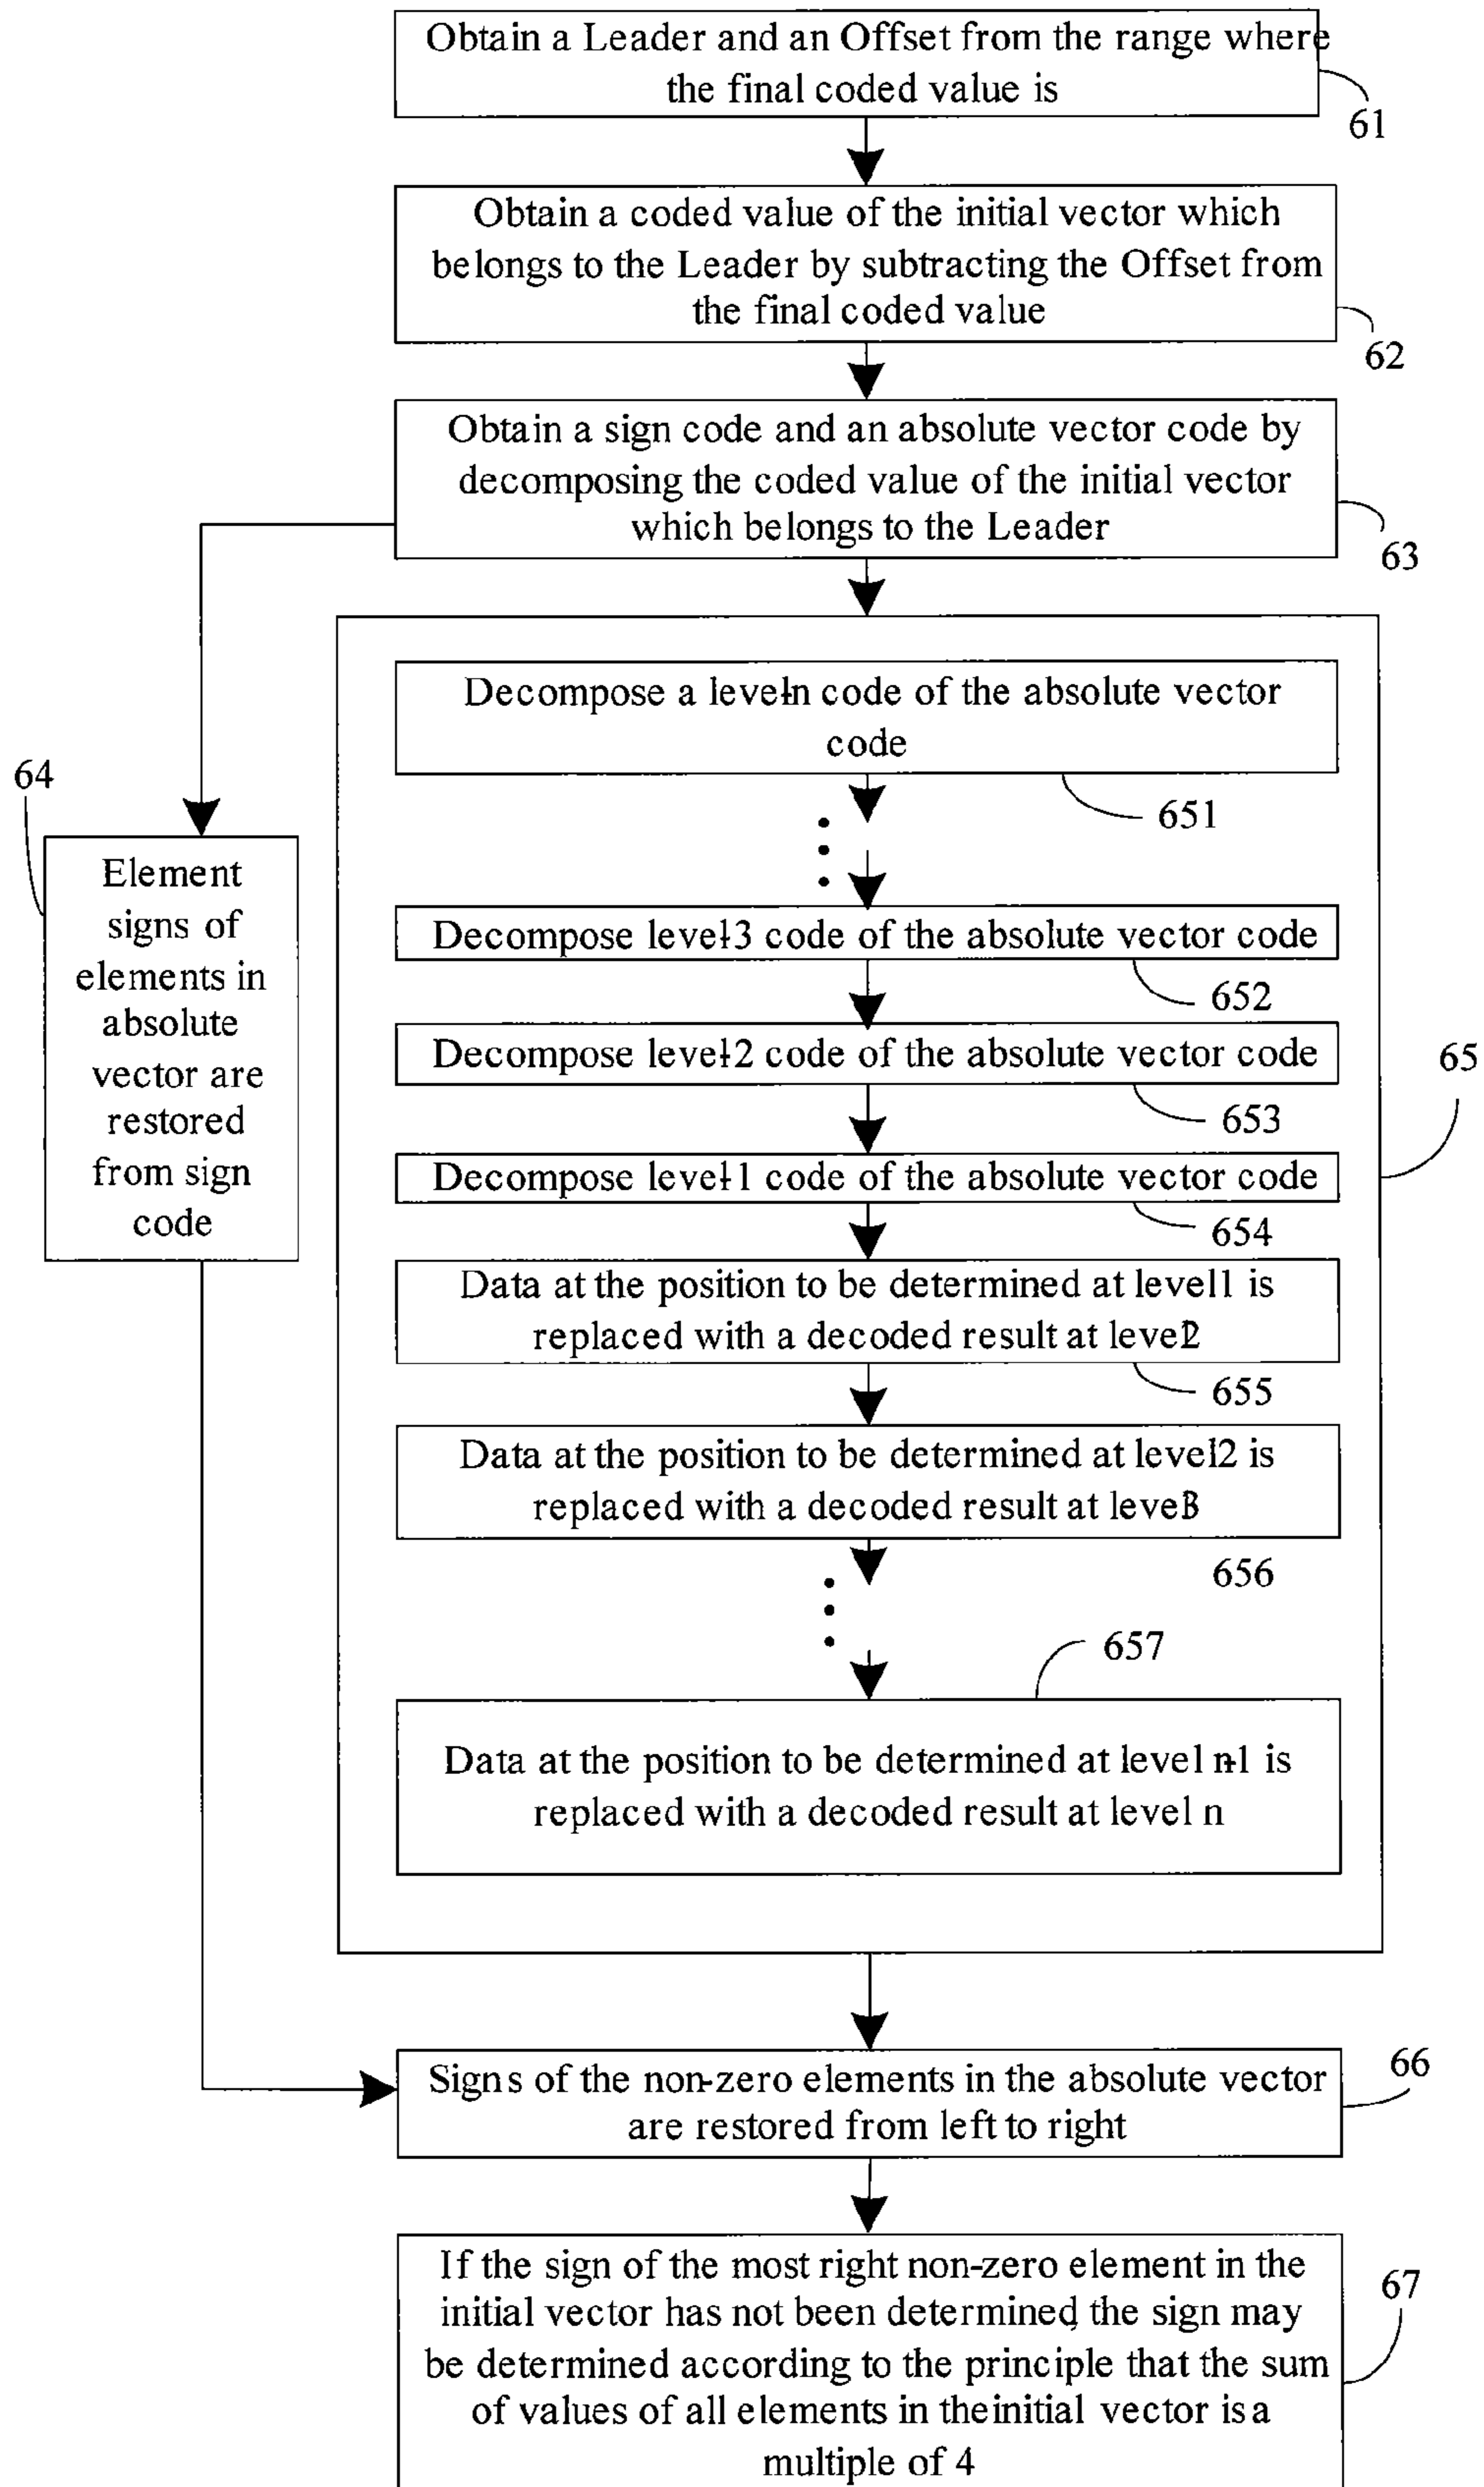 Obtain a Leader and an Offset from the range where
the final coded value is
61
Obtain a coded value of the initial vector which
belongs to the Leader by subtracting the Offset from
the final coded value
62
Obtain a sign code and an absolute vector code by
decomposing the coded value of the initial vector
which belongs to the Leader
63
64
Element
signs of
elements in
absolute
vector are
restored
from sign
code
Decompose a level-n code of the absolute vector
code
651
Decompose level-3 code of the absolute vector code
652
Decompose level-2 code of the absolute vector code
653
65
Decompose level-1 code of the absolute vector code
654
Data at the position to be determined at level 1 is
replaced with a decoded result at level 2
655
Data at the position to be determined at level 2 is
replaced with a decoded result at level 3
656
657
Data at the position to be determined at level n-1 is
replaced with a decoded result at level n
Signs of the non-zero elements in the absolute vector
are restored from left to right
66
If the sign of the most right non-zero element in the
initial vector has not been determined, the sign may
be determined according to the principle that the sum
of values of all elements in the initial vector is a
multiple of 4
67